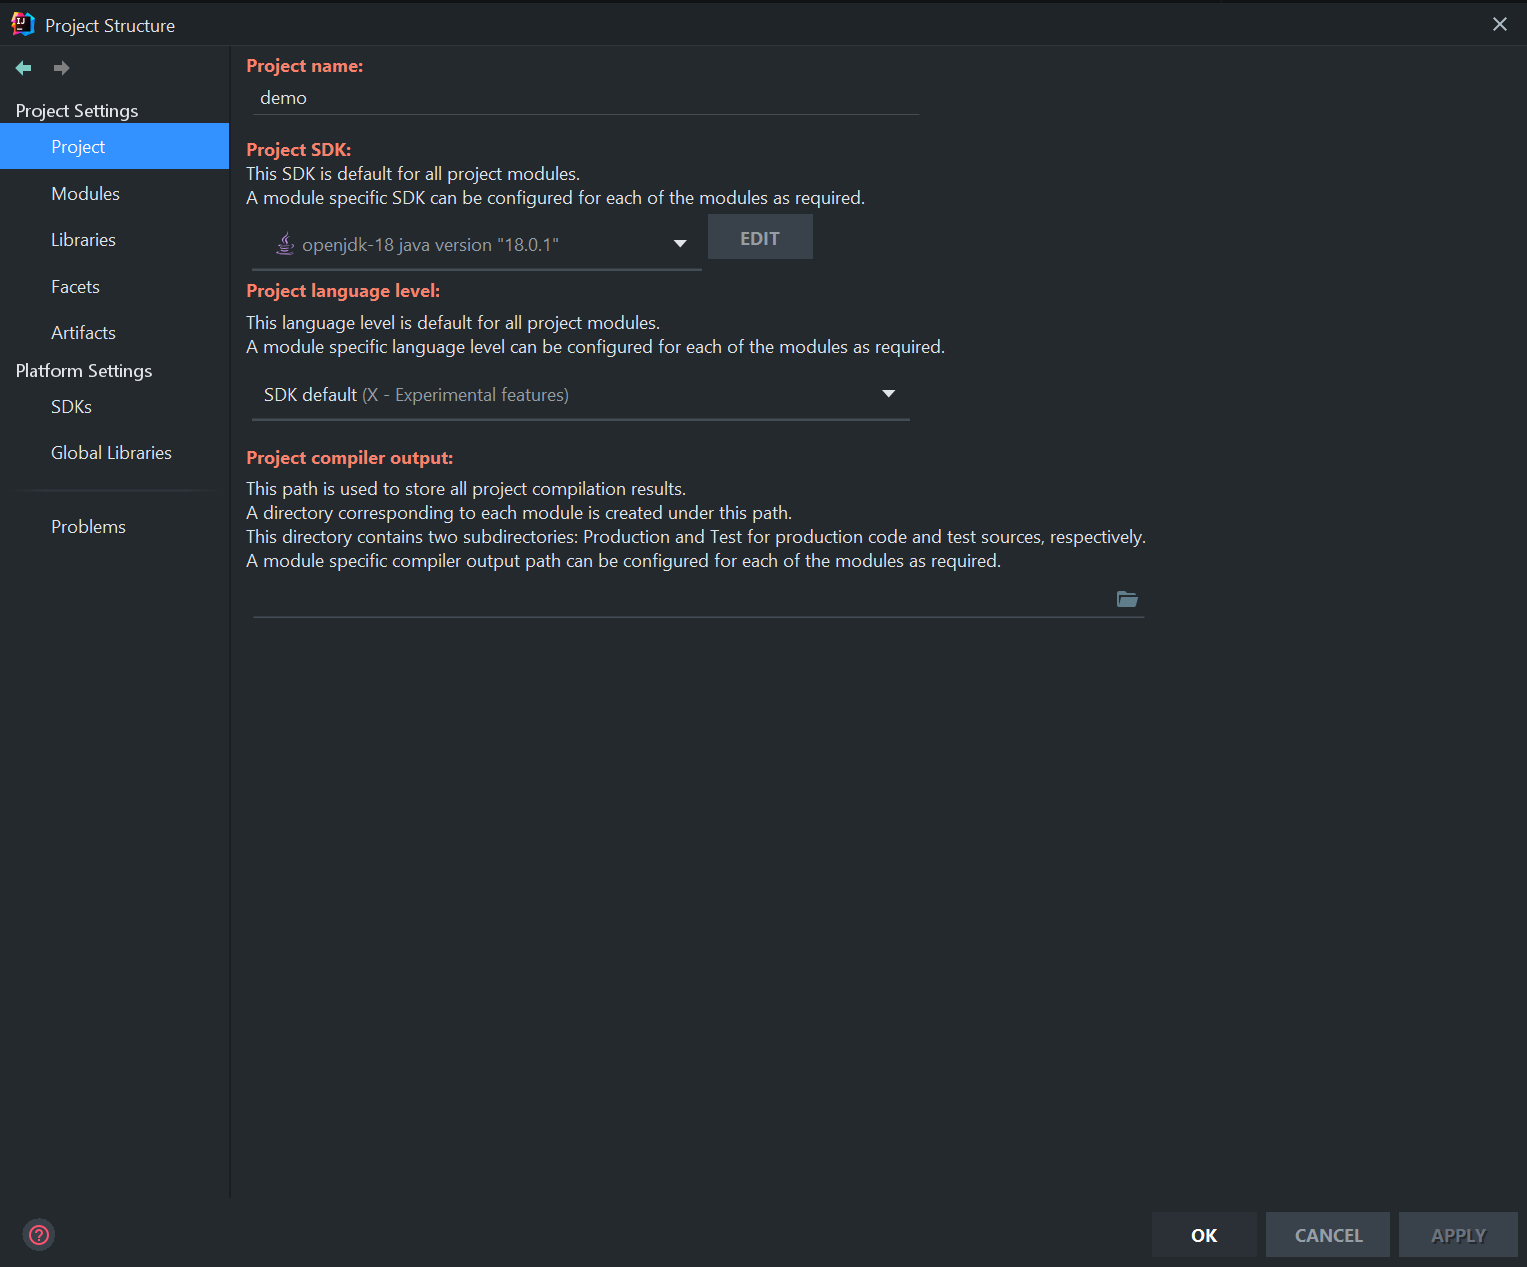 Project Structure
Project Settings
Project
Modules
Libraries
Facets
Artifacts
Platform Settings
SDKs
Global Libraries
Problems
Project name:
demo
Project SDK:
This SDK is default for all project modules.
A module specific SDK can be configured for each of the modules as required.
openjdk-18 java version "18.0.1"
EDIT
Project language level:
This language level is default for all project modules.
A module specific language level can be configured for each of the modules as required.
SDK default (X - Experimental features)
Project compiler output:
This path is used to store all project compilation results.
A directory corresponding to each module is created under this path.
This directory contains two subdirectories: Production and Test for production code and test sources, respectively.
A module specific compiler output path can be configured for each of the modules as required.
OK
CANCEL
APPLY